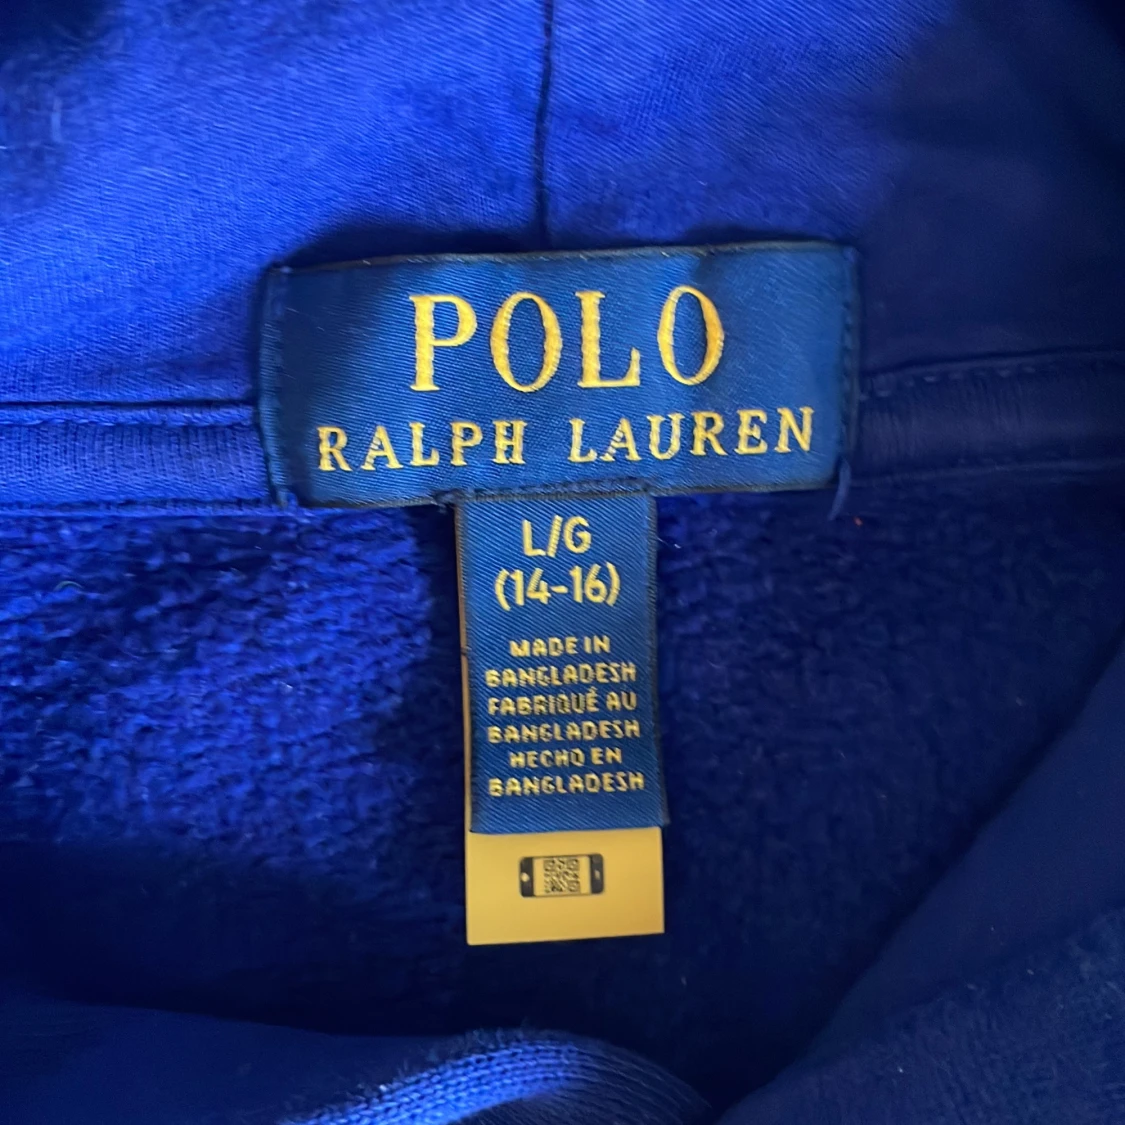 POLO
RALPH LAUREN
L/G
(14-16)
MADE IN
BANGLADESH
FABRIQUÉ AU
BANGLADESH
HECHO EN
BANGLADESH